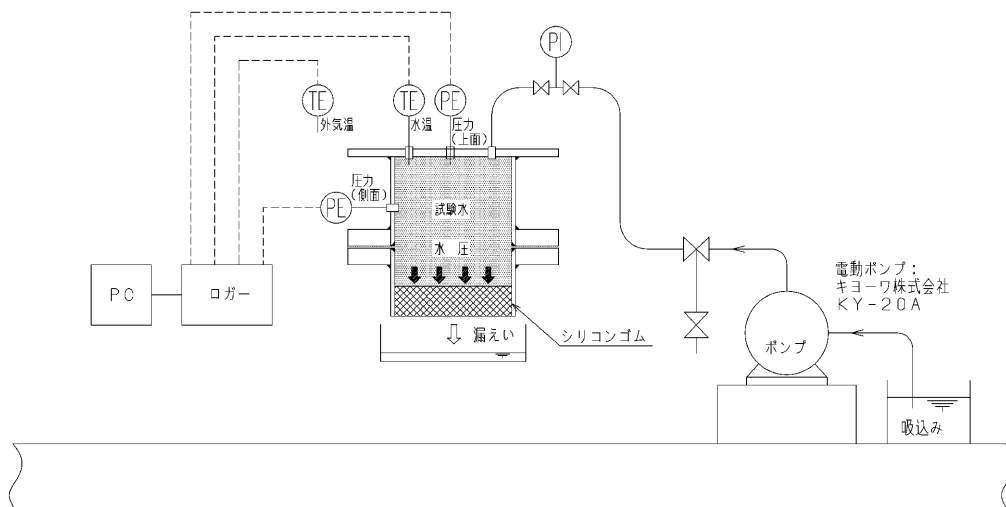 PI
TE
外気温
TE
水温
PE
圧力
(上面)
圧力
(側面)
PE
試験水
水 圧
PC
ロガー
漏えい
シリコンゴム
電動ポンプ:
キヨーワ株式会社
KY-20A
ポンプ
吸込み